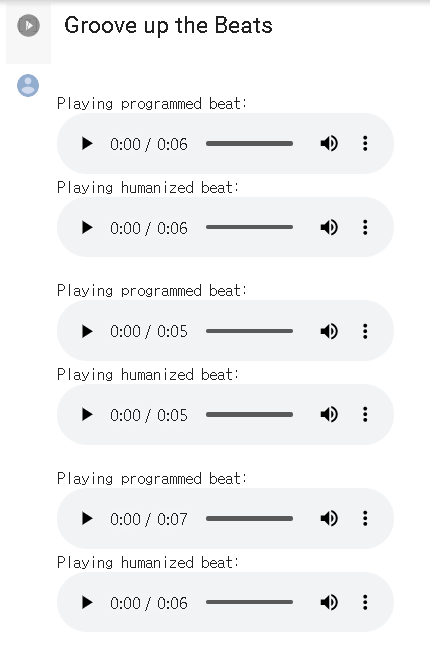 Groove up the Beats
Playing programmed beat:
0:00 / 0:06
Playing humanized beat:
0:00 / 0:06
Playing programmed beat:
0:00 / 0:05
Playing humanized beat:
0:00 / 0:05
Playing programmed beat:
0:00 / 0:07
Playing humanized beat:
0:00 / 0:06